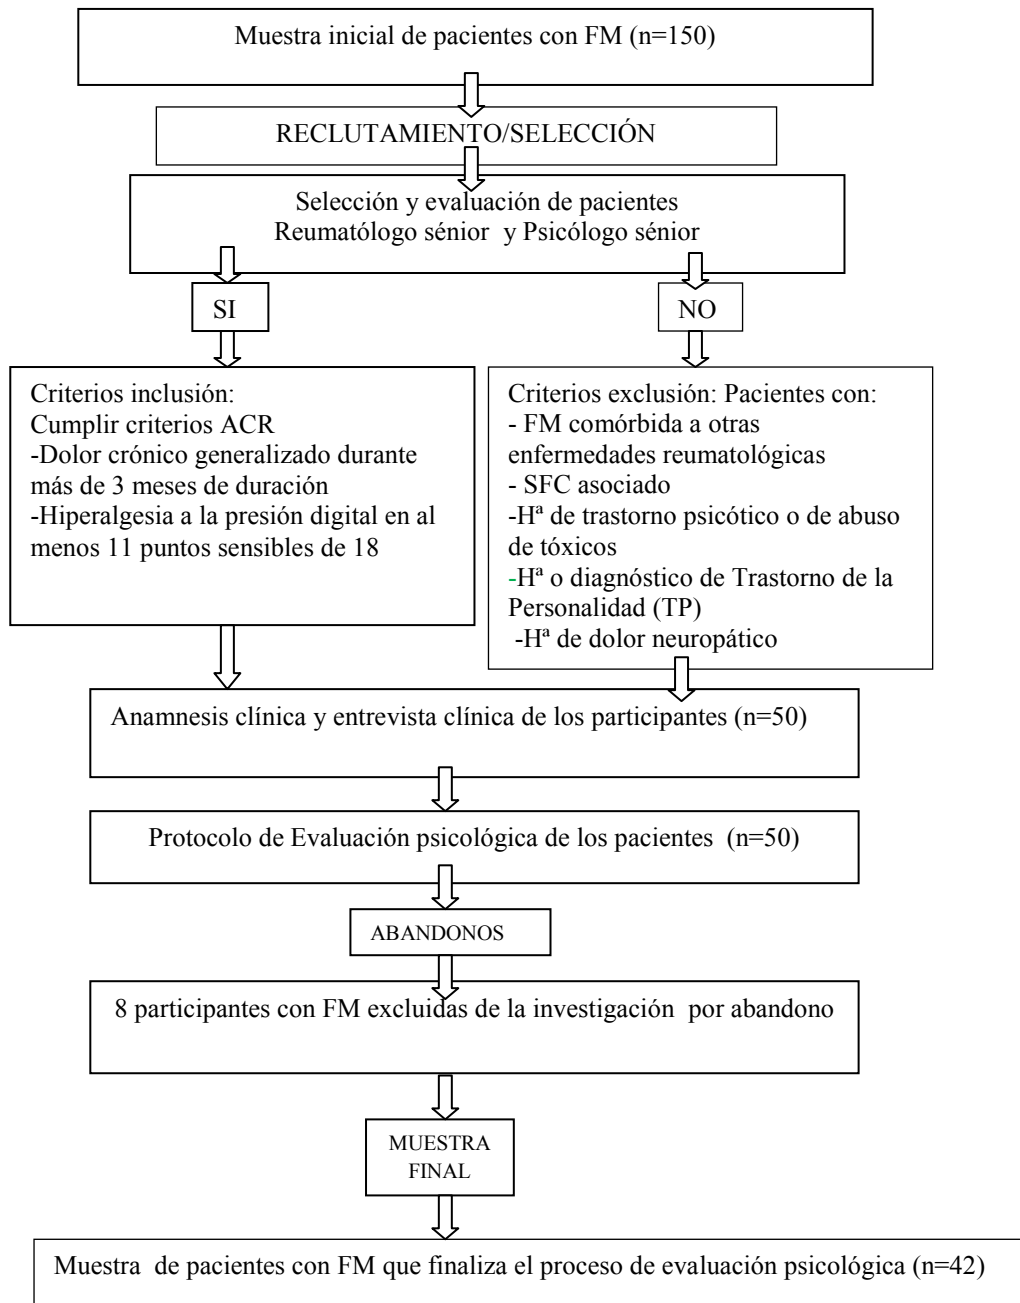 Muestra inicial de pacientes con FM (n=150)
RECLUTAMIENTO/SELECCIÓN
Selección y evaluación de pacientes
Reumatólogo sénior y Psicólogo sénior
SI
NO
Criterios inclusión:
Cumplir criterios ACR
-Dolor crónico generalizado durante
más de 3 meses de duración
-Hiperalgesia a la presión digital en al
menos 11 puntos sensibles de 18
Criterios exclusión: Pacientes con:
- FM comórbida a otras
enfermedades reumatológicas
- SFC asociado
-Hª de trastorno psicótico o de abuso
de tóxicos
-Hª o diagnóstico de Trastorno de la
Personalidad (TP)
-Hª de dolor neuropático
Anamnesis clínica y entrevista clínica de los participantes (n=50)
Protocolo de Evaluación psicológica de los pacientes (n=50)
ABANDONOS
8 participantes con FM excluidas de la investigación por abandono
MUESTRA
FINAL
Muestra de pacientes con FM que finaliza el proceso de evaluación psicológica (n=42)